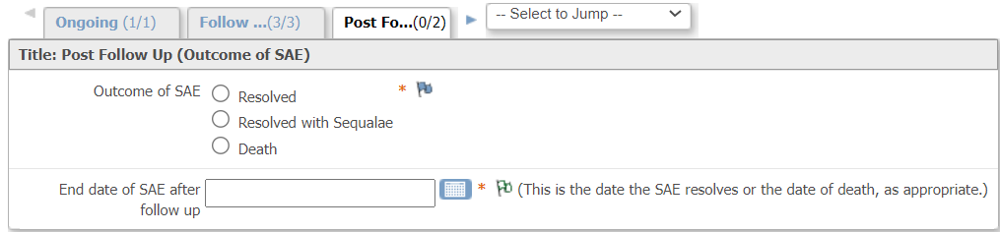 Ongoing (1/1) Follow ...(3/3) Post Fo...(0/2) -- Select to Jump --
Title: Post Follow Up (Outcome of SAE)
Outcome of SAE Resolved *
Resolved with Sequalae
Death
End date of SAE after * (This is the date the SAE resolves or the date of death, as appropriate.)
follow up